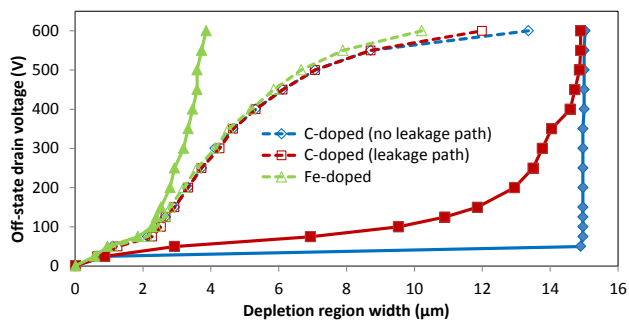 600
500
400
300
200
100
0
Off-state drain voltage (V)
C-doped (no leakage path)
C-doped (leakage path)
Fe-doped
0 2 4 6 8 10 12 14 16
Depletion region width (μm)